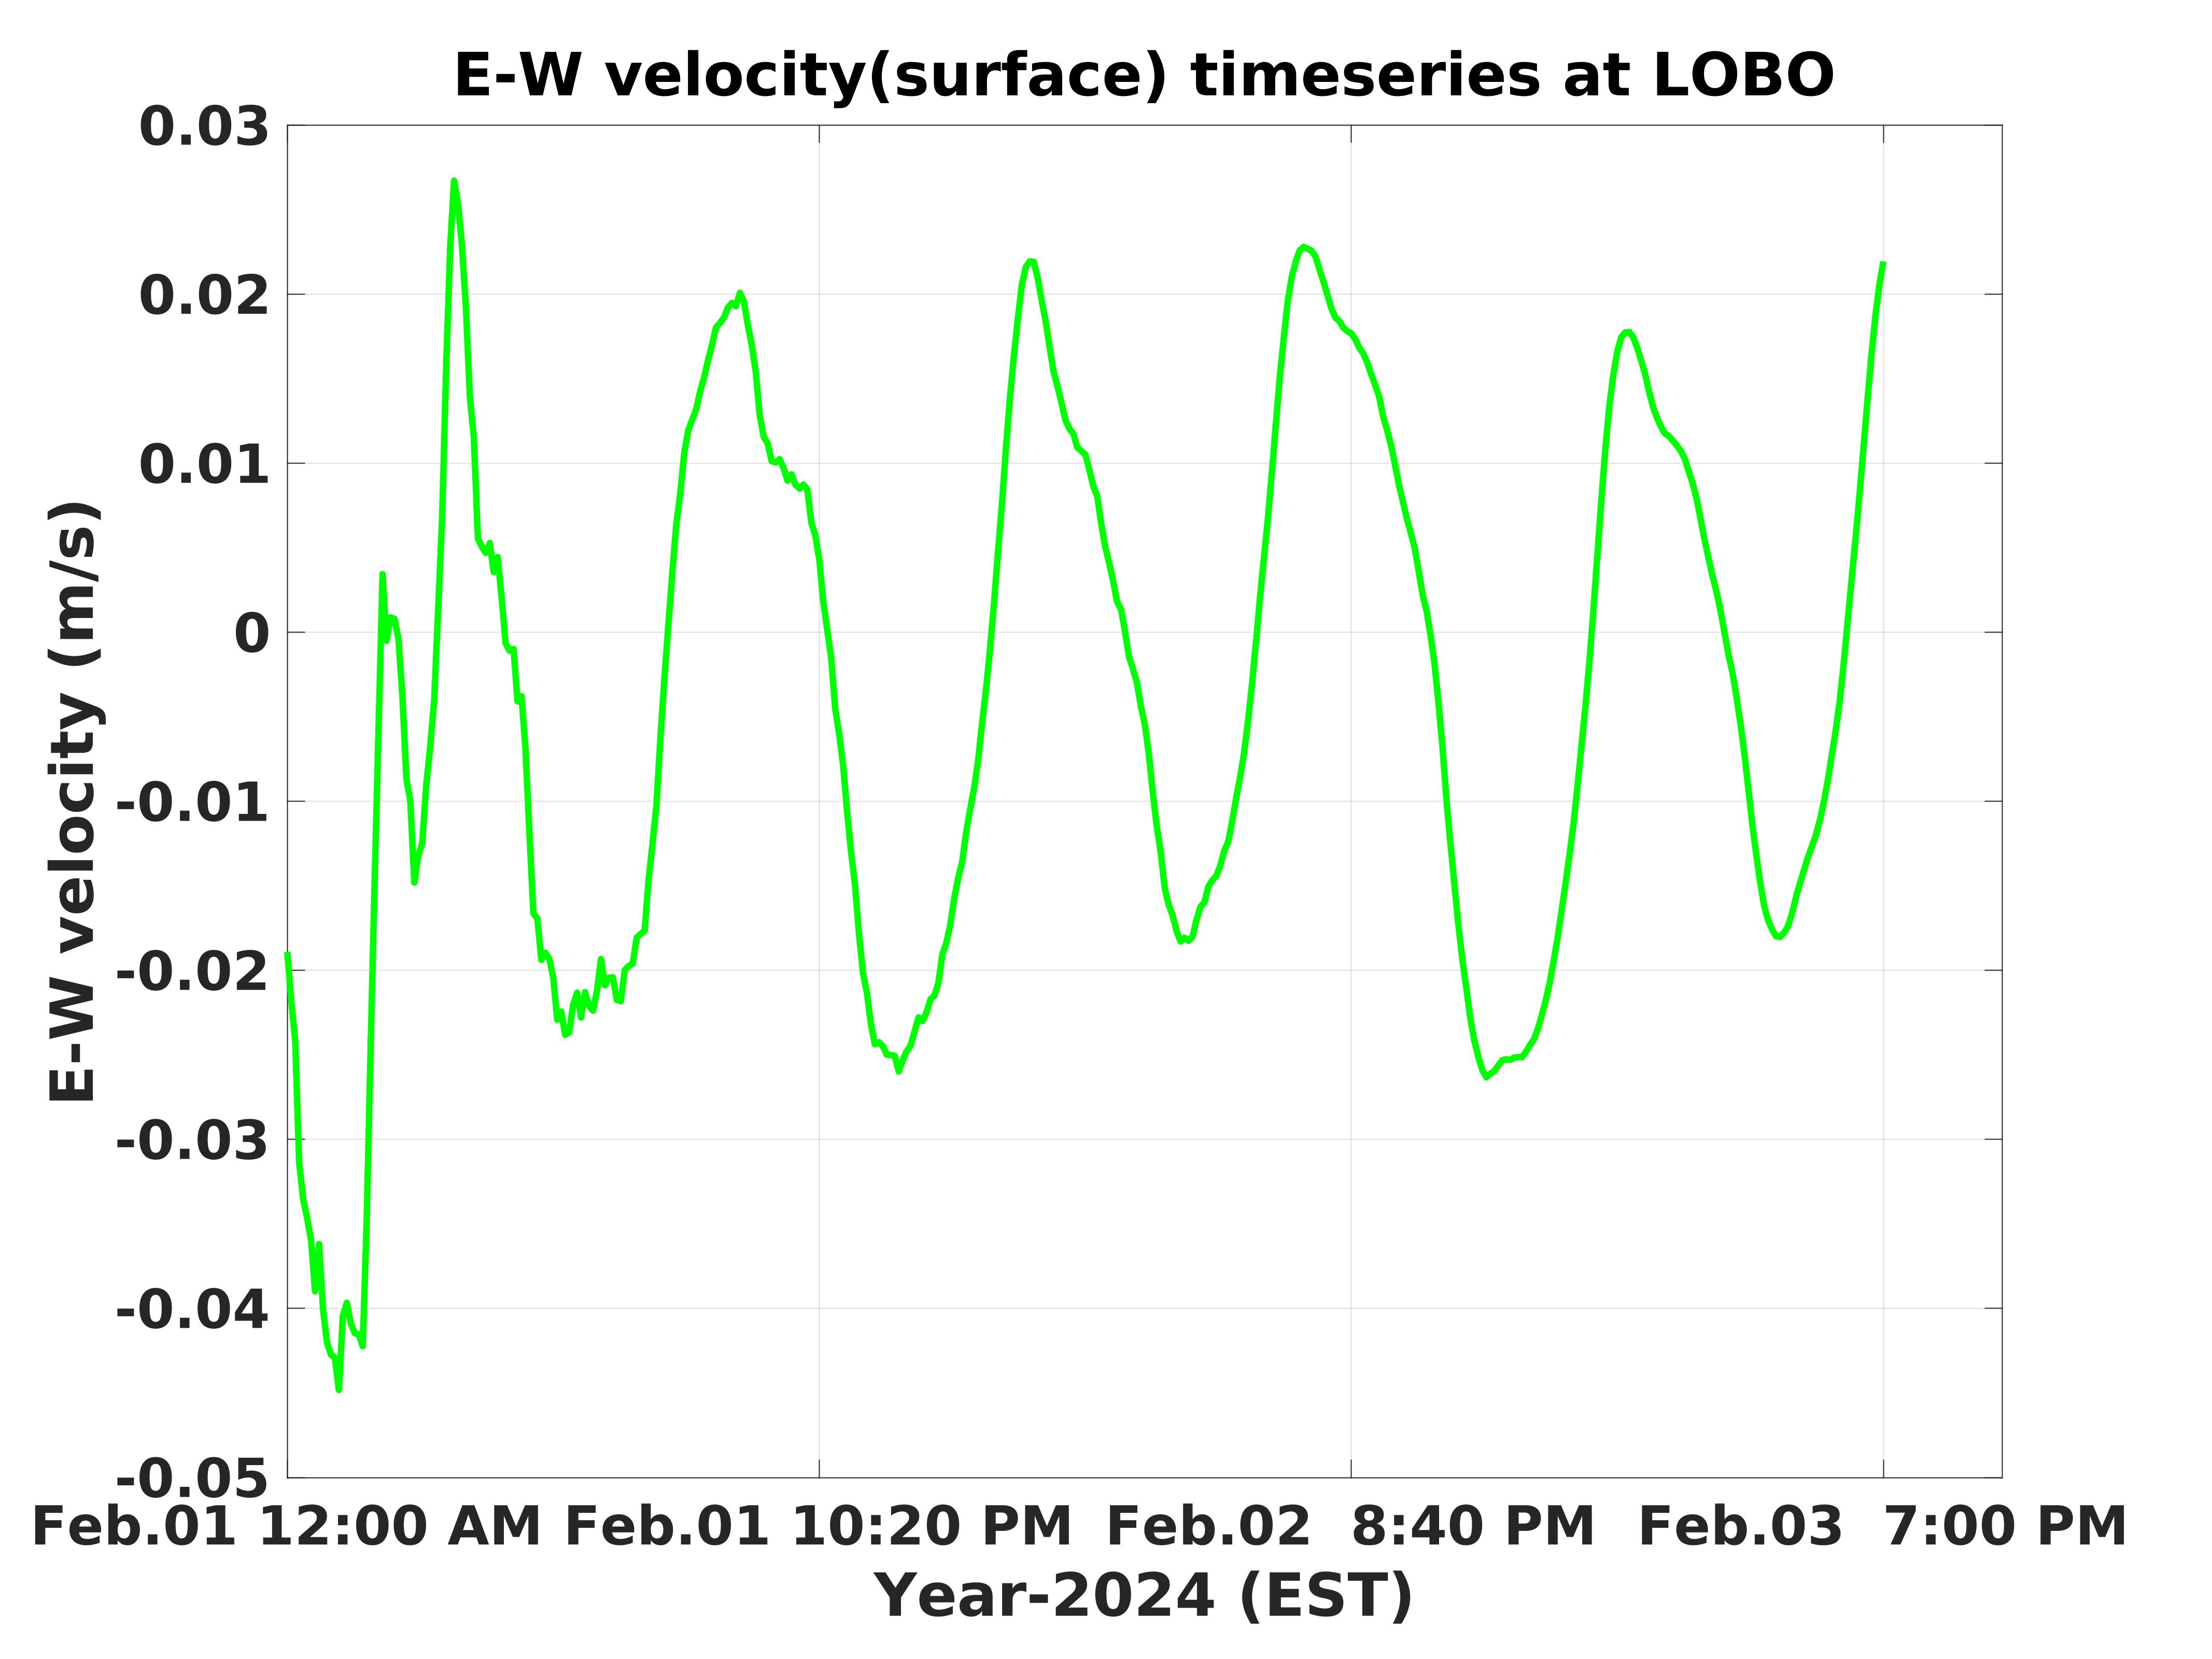 E-W velocity(surface) timeseries at LOBO
E-W velocity (m/s)
0.03
0.02
0.01
0
-0.01
-0.02
-0.03
-0.04
-0.05
Feb.01 12:00 AM Feb.01 10:20 PM Feb.02 8:40 PM Feb.03 7:00 PM
Year-2024 (EST)